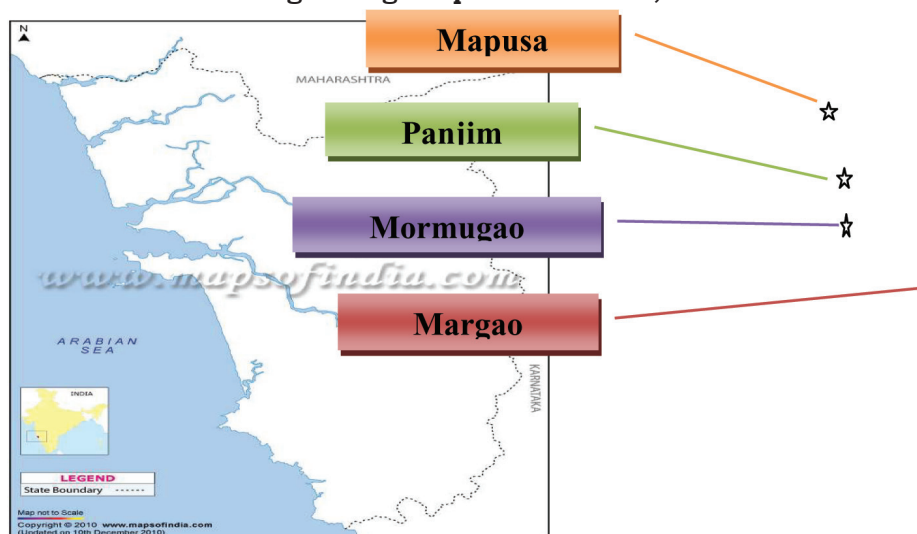 N
MAHARASHTRA
Mapusa
Panjim
Mormugao
www.mapsofindia.com
Margao
ARABIAN
SEA
KARNATAKA
INDIA
LEGEND
State Boundary ------
Map not to Scale
Copyright © 2010 www.mapsofindia.com
(Updated on 10th December 2010)